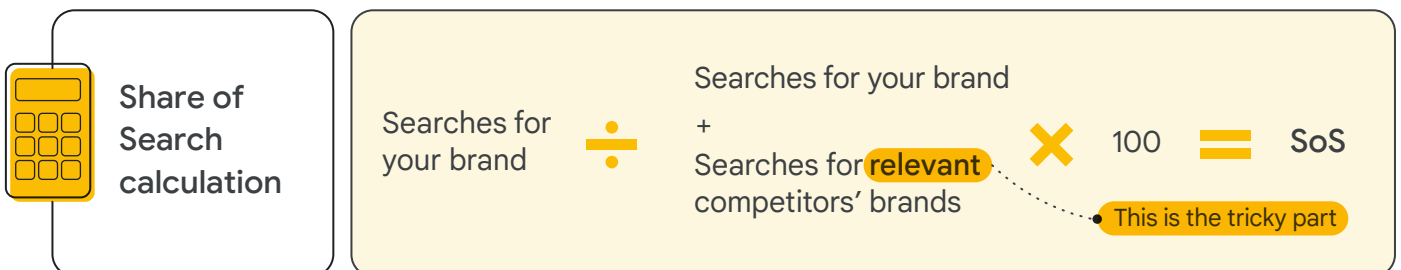 Share of
Search
calculation
Searches for
your brand
÷
Searches for your brand
+
Searches for relevant
competitors’ brands
×
100
=
SoS
This is the tricky part